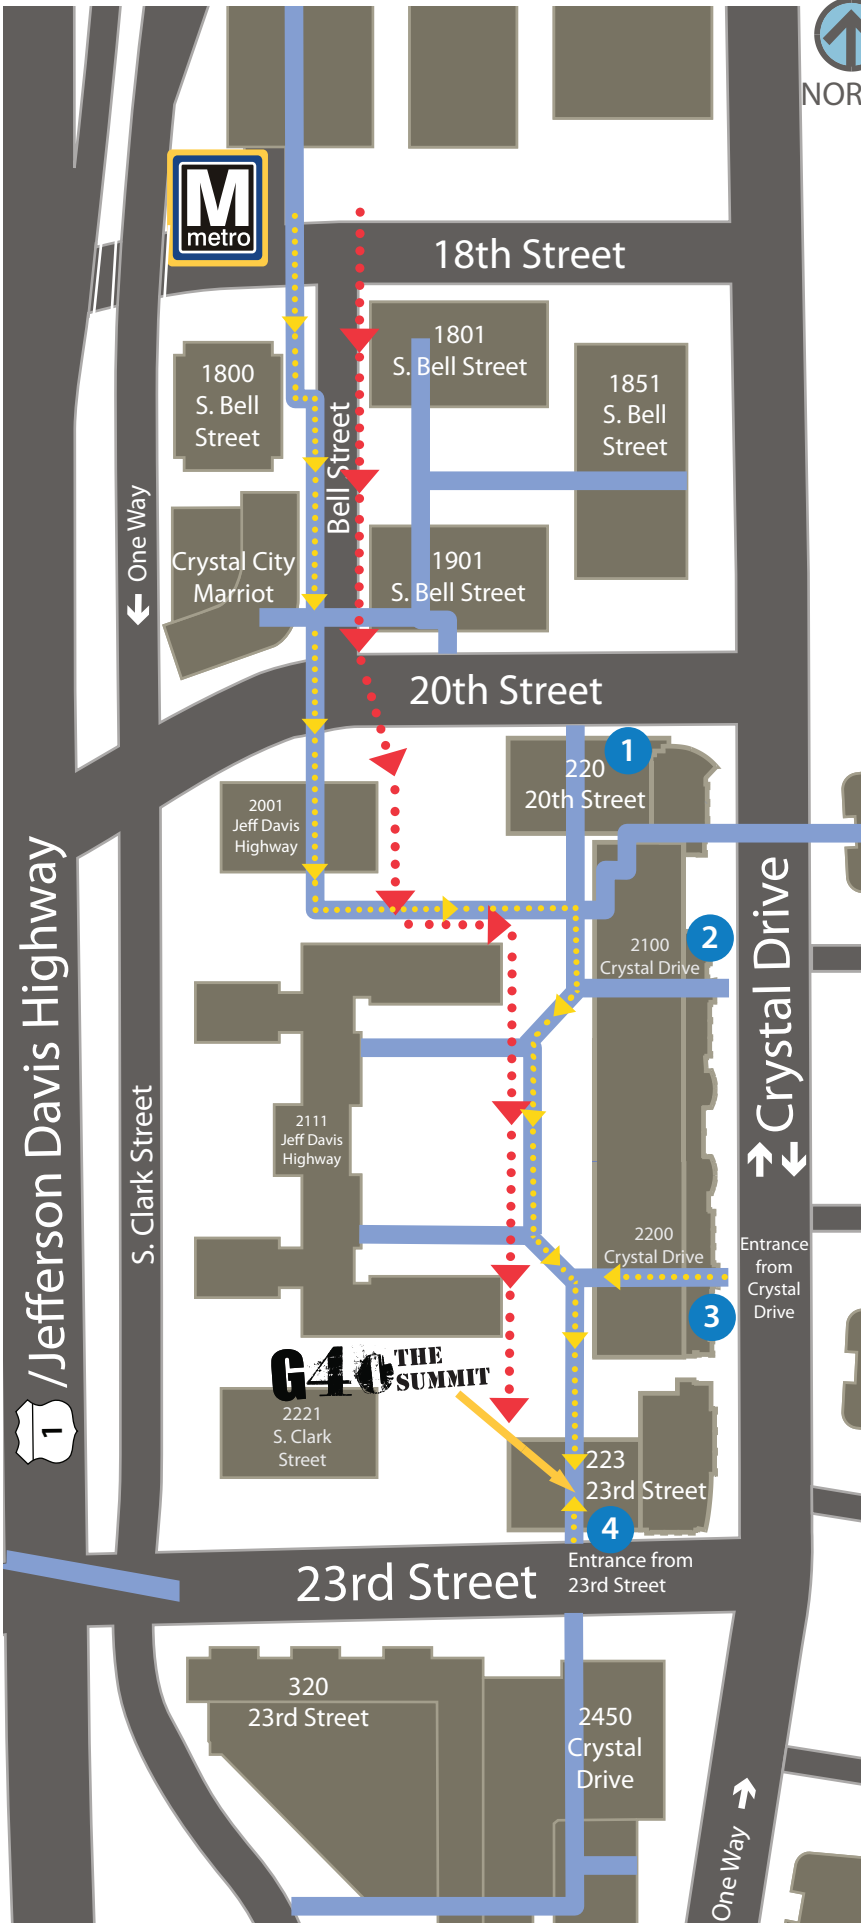 NOR
M
metro
18th Street
1801
S. Bell Street
1800
S. Bell
Street
1851
S. Bell
Street
Bell Street
One Way
Crystal City
Marriot
1901
S. Bell Street
20th Street
1
220
20th Street
2001
Jeff Davis
Highway
/Jefferson Davis Highway
1
S. Clark Street
Crystal Drive
2
2100
Crystal Drive
2111
Jeff Davis
Highway
2200
Crystal Drive
Entrance
from
Crystal
Drive
3
G40 THE
SUMMIT
2221
S. Clark
Street
223
23rd Street
4
Entrance from
23rd Street
23rd Street
320
23rd Street
2450
Crystal
Drive
One Way